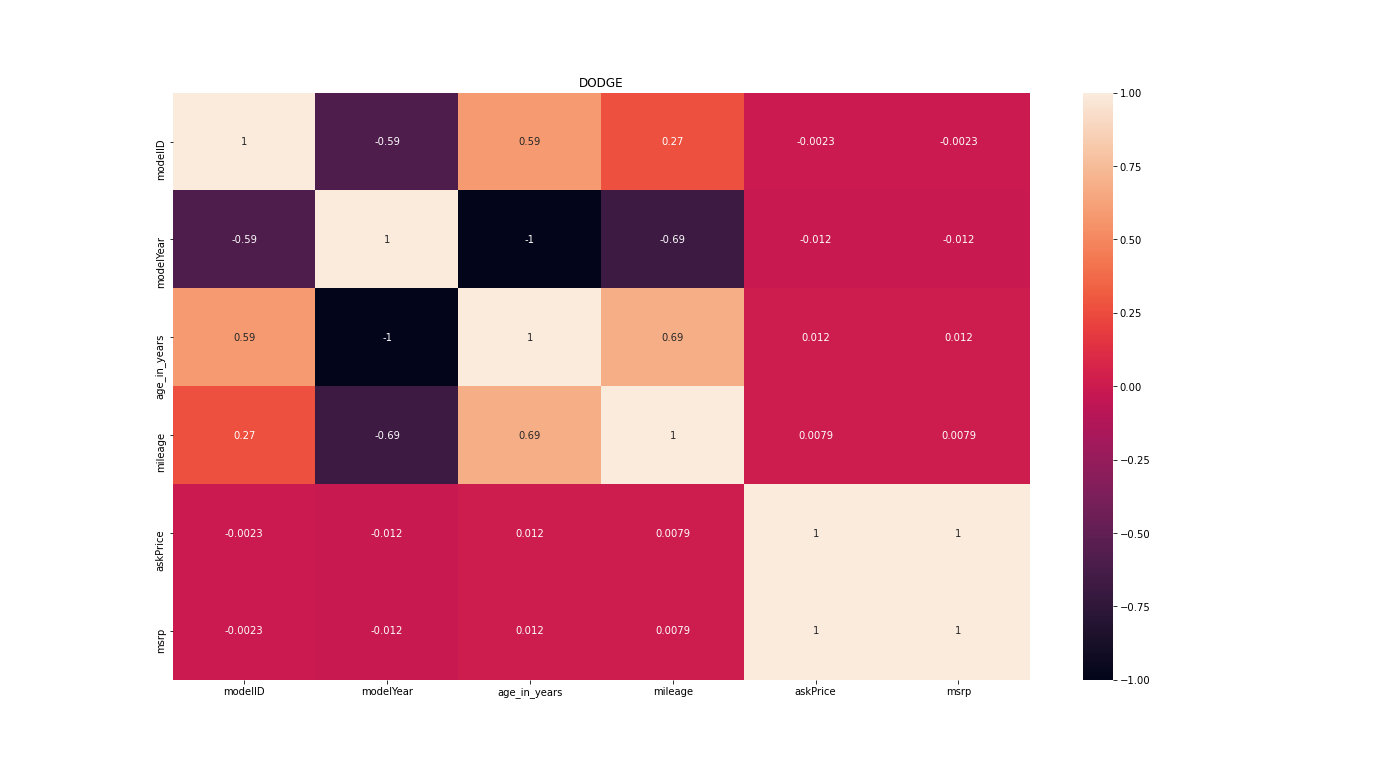 DODGE
modelID 1 -0.59 0.59 0.27 -0.0023 -0.0023
modelYear -0.59 1 -1 -0.69 -0.012 -0.012
age_in_years 0.59 -1 1 0.69 0.012 0.012
mileage 0.27 -0.69 0.69 1 0.0079 0.0079
askPrice -0.0023 -0.012 0.012 0.0079 1 1
msrp -0.0023 -0.012 0.012 0.0079 1 1
modelID modelYear age_in_years mileage askPrice msrp
1.00
0.75
0.50
0.25
0.00
−0.25
−0.50
−0.75
−1.00